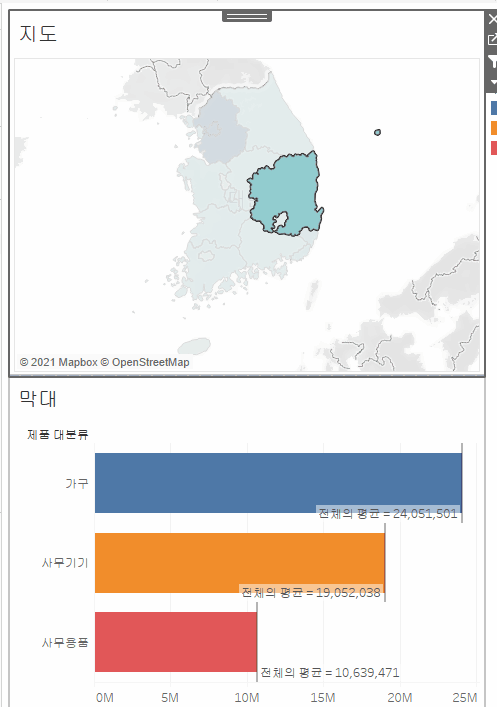 지도
© 2021 Mapbox © OpenStreetMap
막대
제품 대분류
가구
전체의 평균 = 24,051,501
사무기기
전체의 평균 = 19,052,038
사무용품
전체의 평균 = 10,639,471
0M 5M 10M 15M 20M 25M